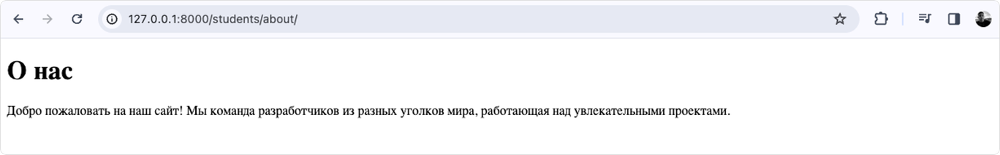 127.0.0.1:8000/students/about/
О нас
Добро пожаловать на наш сайт! Мы команда разработчиков из разных уголков мира, работающая над увлекательными проектами.